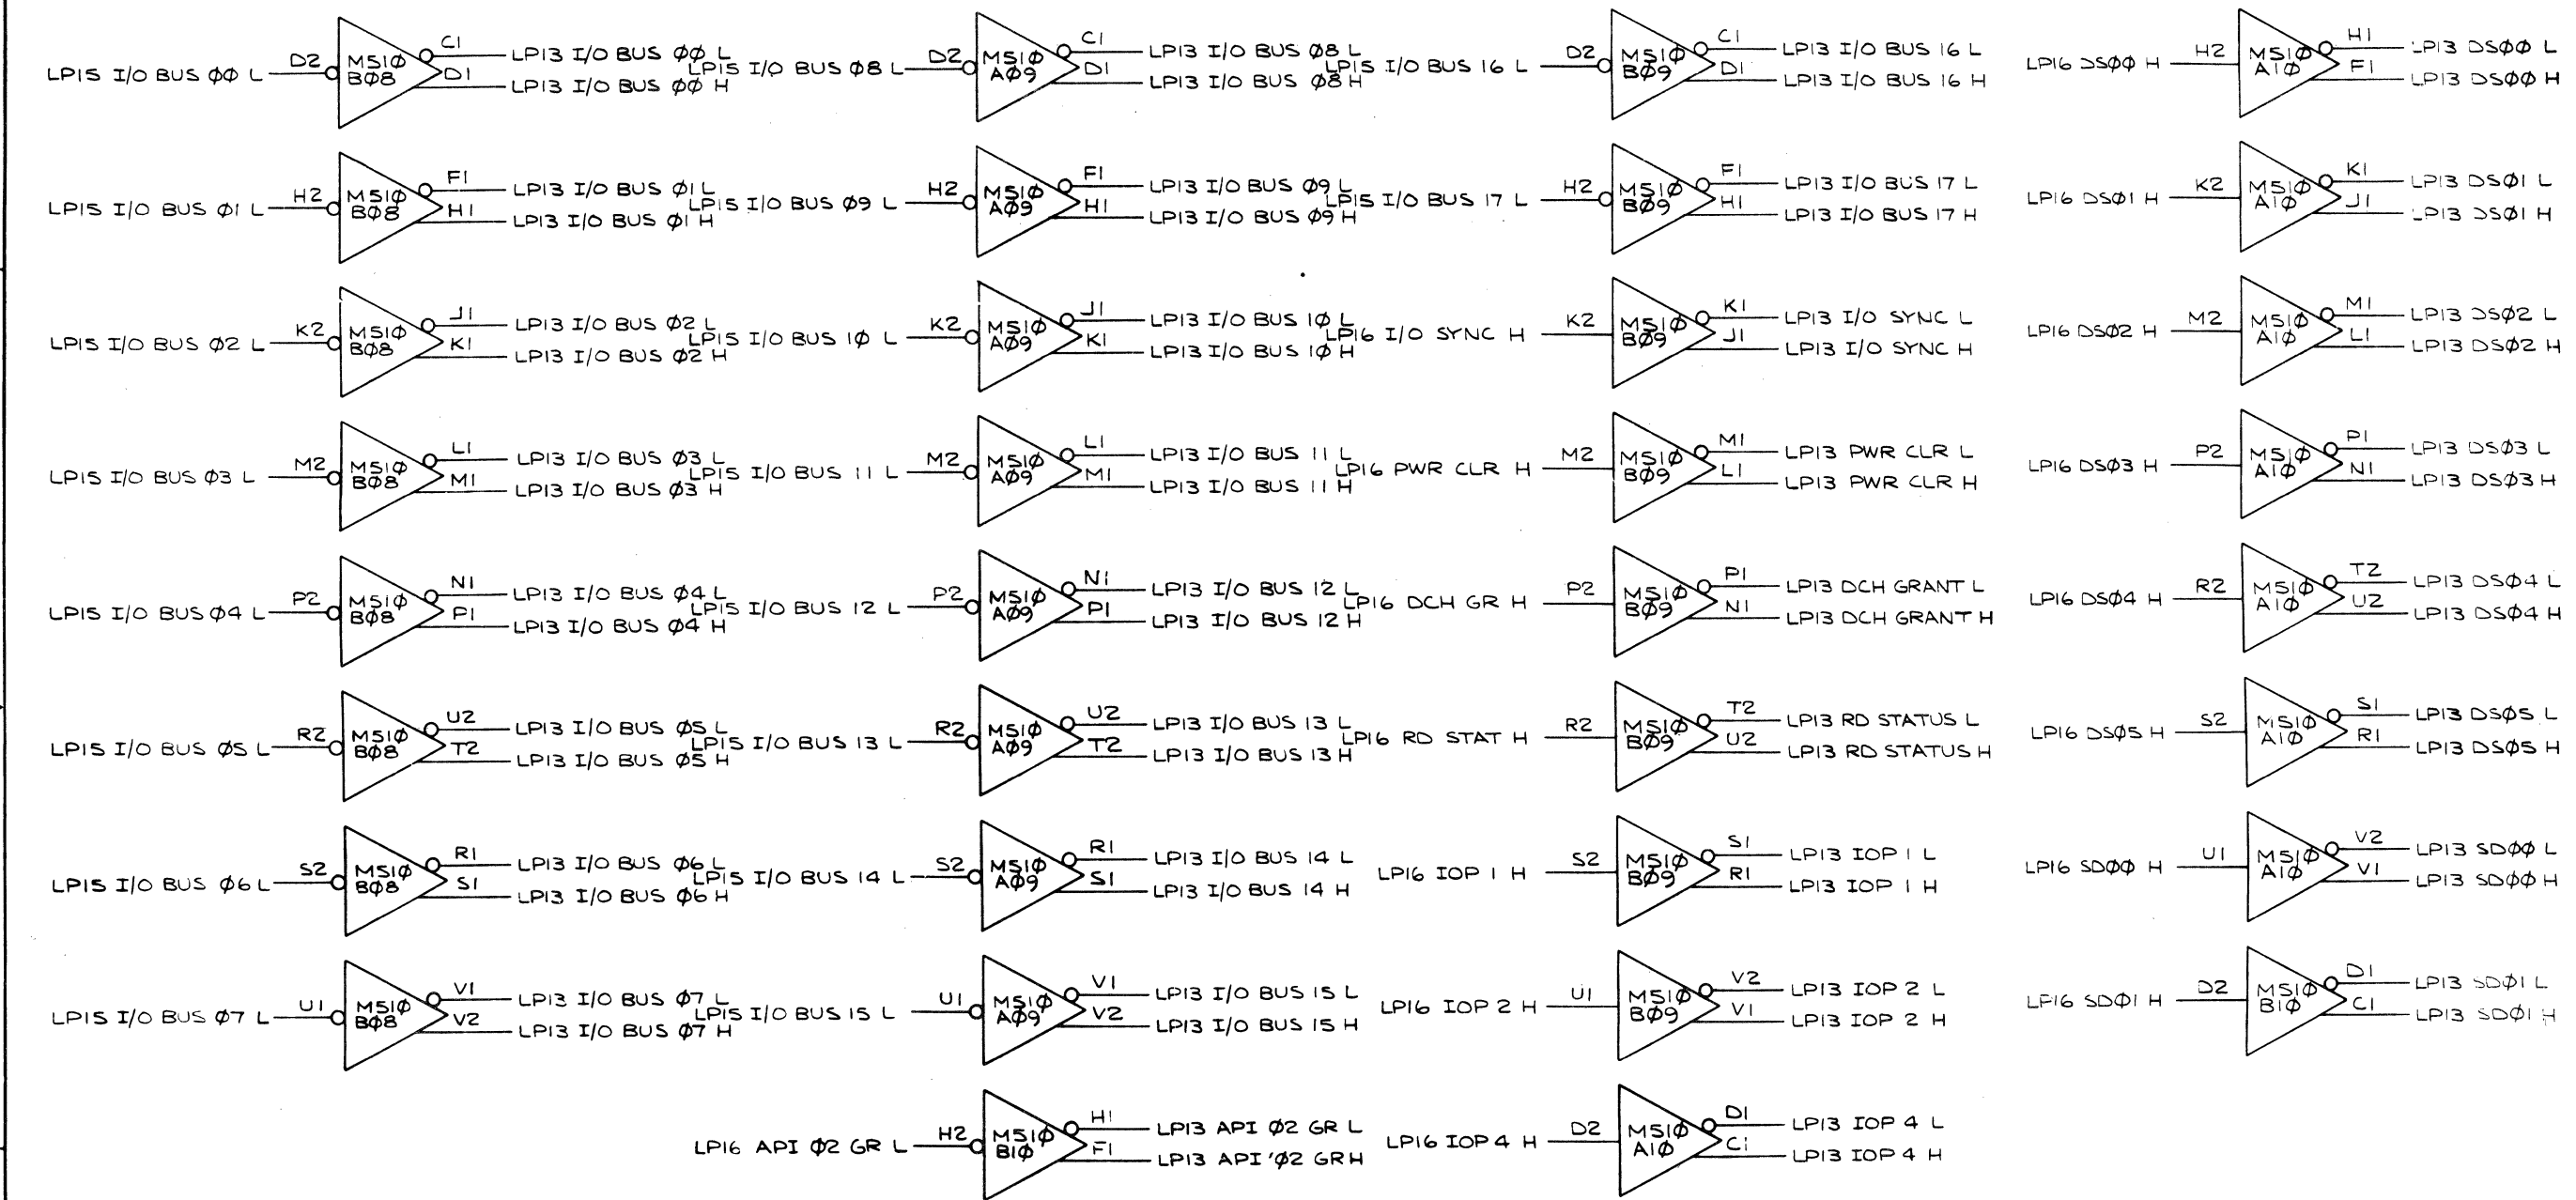 LP15 I/O BUS ØØ L D2 M51Ø BØ8 C1 LP13 I/O BUS ØØ L
D1 LP13 I/O BUS ØØ H
LP15 I/O BUS Ø1 L H2 M51Ø BØ8 F1 LP13 I/O BUS Ø1 L
H1 LP13 I/O BUS Ø1 H
LP15 I/O BUS Ø2 L K2 M51Ø BØ8 J1 LP13 I/O BUS Ø2 L
K1 LP13 I/O BUS Ø2 H
LP15 I/O BUS Ø3 L M2 M51Ø BØ8 L1 LP13 I/O BUS Ø3 L
M1 LP13 I/O BUS Ø3 H
LP15 I/O BUS Ø4 L P2 M51Ø BØ8 N1 LP13 I/O BUS Ø4 L
P1 LP13 I/O BUS Ø4 H
LP15 I/O BUS Ø5 L R2 M51Ø BØ8 U2 LP13 I/O BUS Ø5 L
T2 LP13 I/O BUS Ø5 H
LP15 I/O BUS Ø6 L S2 M51Ø BØ8 R1 LP13 I/O BUS Ø6 L
S1 LP13 I/O BUS Ø6 H
LP15 I/O BUS Ø7 L U1 M51Ø BØ8 V1 LP13 I/O BUS Ø7 L
V2 LP13 I/O BUS Ø7 H
LP15 I/O BUS Ø8 L D2 M51Ø AØ9 C1 LP13 I/O BUS Ø8 L
D1 LP13 I/O BUS Ø8 H
LP15 I/O BUS Ø9 L H2 M51Ø AØ9 F1 LP13 I/O BUS Ø9 L
H1 LP13 I/O BUS Ø9 H
LP15 I/O BUS 1Ø L K2 M51Ø AØ9 J1 LP13 I/O BUS 1Ø L
K1 LP13 I/O BUS 1Ø H
LP15 I/O BUS 11 L M2 M51Ø AØ9 L1 LP13 I/O BUS 11 L
M1 LP13 I/O BUS 11 H
LP15 I/O BUS 12 L P2 M51Ø AØ9 N1 LP13 I/O BUS 12 L
P1 LP13 I/O BUS 12 H
LP15 I/O BUS 13 L R2 M51Ø AØ9 U2 LP13 I/O BUS 13 L
T2 LP13 I/O BUS 13 H
LP15 I/O BUS 14 L S2 M51Ø AØ9 R1 LP13 I/O BUS 14 L
S1 LP13 I/O BUS 14 H
LP15 I/O BUS 15 L U1 M51Ø AØ9 V1 LP13 I/O BUS 15 L
V2 LP13 I/O BUS 15 H
LP16 API Ø2 GR L H2 M51Ø B1Ø H1 LP13 API Ø2 GR L
F1 LP13 API 'Ø2 GR H
LP15 I/O BUS 16 L D2 M51Ø BØ9 C1 LP13 I/O BUS 16 L
D1 LP13 I/O BUS 16 H
LP15 I/O BUS 17 L H2 M51Ø BØ9 F1 LP13 I/O BUS 17 L
H1 LP13 I/O BUS 17 H
LP16 I/O SYNC H K2 M51Ø BØ9 K1 LP13 I/O SYNC L
J1 LP13 I/O SYNC H
LP16 PWR CLR H M2 M51Ø BØ9 M1 LP13 PWR CLR L
L1 LP13 PWR CLR H
LP16 DCH GR H P2 M51Ø BØ9 P1 LP13 DCH GRANT L
N1 LP13 DCH GRANT H
LP16 RD STAT H R2 M51Ø BØ9 T2 LP13 RD STATUS L
U2 LP13 RD STATUS H
LP16 IOP 1 H S2 M51Ø BØ9 S1 LP13 IOP 1 L
R1 LP13 IOP 1 H
LP16 IOP 2 H U1 M51Ø BØ9 V2 LP13 IOP 2 L
V1 LP13 IOP 2 H
LP16 IOP 4 H D2 M51Ø A1Ø D1 LP13 IOP 4 L
C1 LP13 IOP 4 H
LP16 DSØØ H H2 M51Ø A1Ø H1 LP13 DSØØ L
F1 LP13 DSØØ H
LP16 DSØ1 H K2 M51Ø A1Ø K1 LP13 DSØ1 L
J1 LP13 DSØ1 H
LP16 DSØ2 H M2 M51Ø A1Ø M1 LP13 DSØ2 L
L1 LP13 DSØ2 H
LP16 DSØ3 H P2 M51Ø A1Ø P1 LP13 DSØ3 L
N1 LP13 DSØ3 H
LP16 DSØ4 H R2 M51Ø A1Ø T2 LP13 DSØ4 L
U2 LP13 DSØ4 H
LP16 DSØ5 H S2 M51Ø A1Ø S1 LP13 DSØ5 L
R1 LP13 DSØ5 H
LP16 SDØØ H U1 M51Ø A1Ø V2 LP13 SDØØ L
V1 LP13 SDØØ H
LP16 SDØ1 H D2 M51Ø B1Ø D1 LP13 SDØ1 L
C1 LP13 SDØ1 H